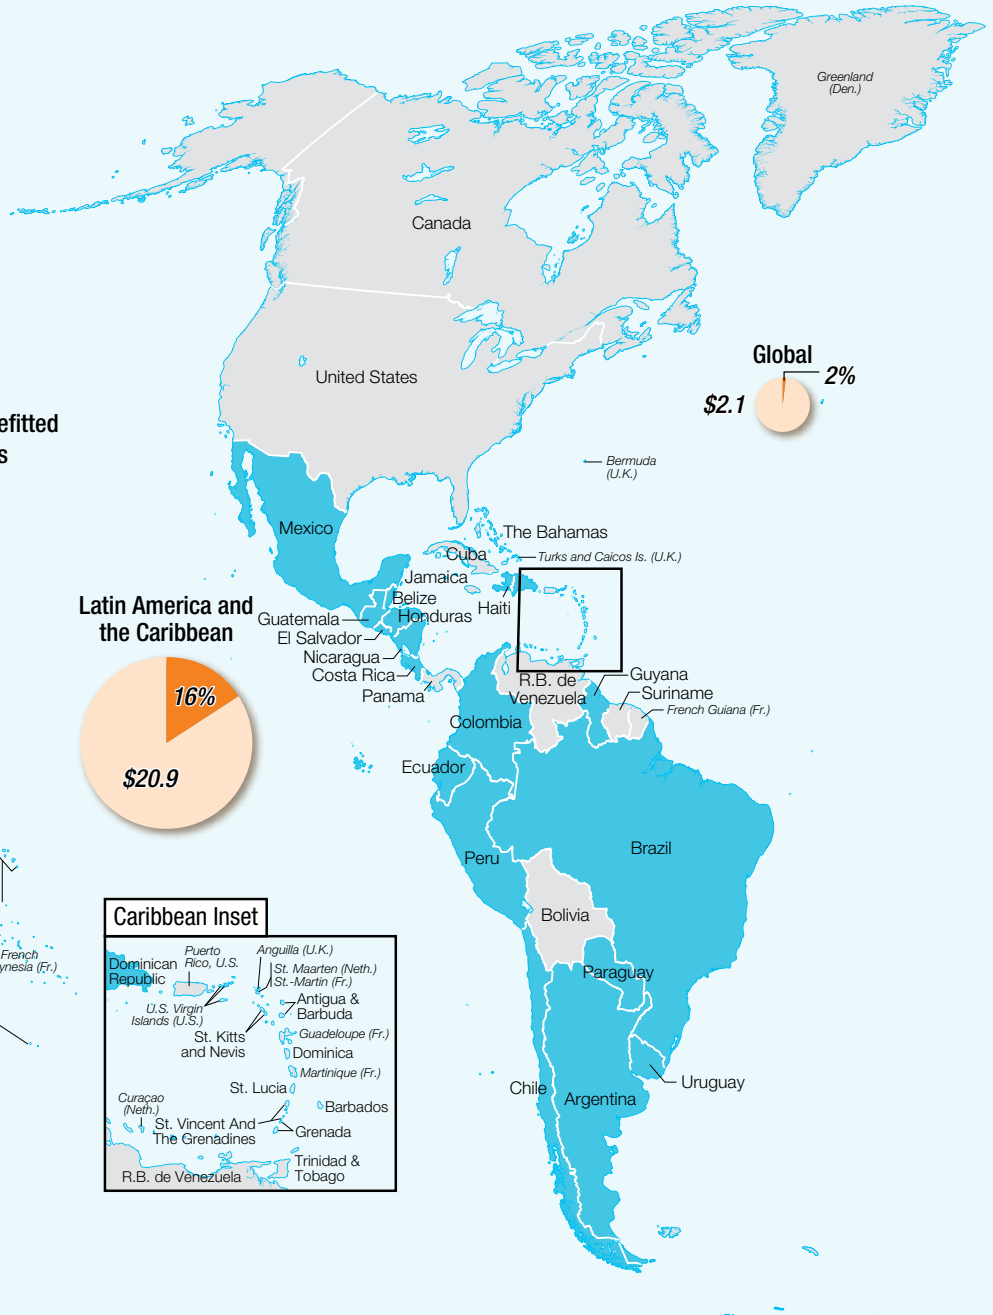 Greenland
(Den.)
Canada
United States
Global
2%
$2.1
efitted
s
Bermuda
(U.K.)
Mexico
The Bahamas
Cuba
Turks and Caicos Is. (U.K.)
Jamaica
Belize
Haiti
Honduras
Guatemala
El Salvador
Nicaragua
Costa Rica
Panama
Latin America and
the Caribbean
16%
$20.9
R.B. de
Venezuela
Guyana
Suriname
French Guiana (Fr.)
Colombia
Ecuador
Peru
Brazil
Bolivia
Paraguay
Chile
Argentina
Uruguay
French
ynesia (Fr.)
Caribbean Inset
Dominican
Republic
Puerto
Rico, U.S.
Anguilla (U.K.)
St. Maarten (Neth.)
St.-Martin (Fr.)
U.S. Virgin
Islands (U.S.)
Antigua &
Barbuda
St. Kitts
and Nevis
Guadeloupe (Fr.)
Dominica
Martinique (Fr.)
St. Lucia
Curaçao
(Neth.)
Barbados
St. Vincent And
The Grenadines
Grenada
Trinidad &
Tobago
R.B. de Venezuela